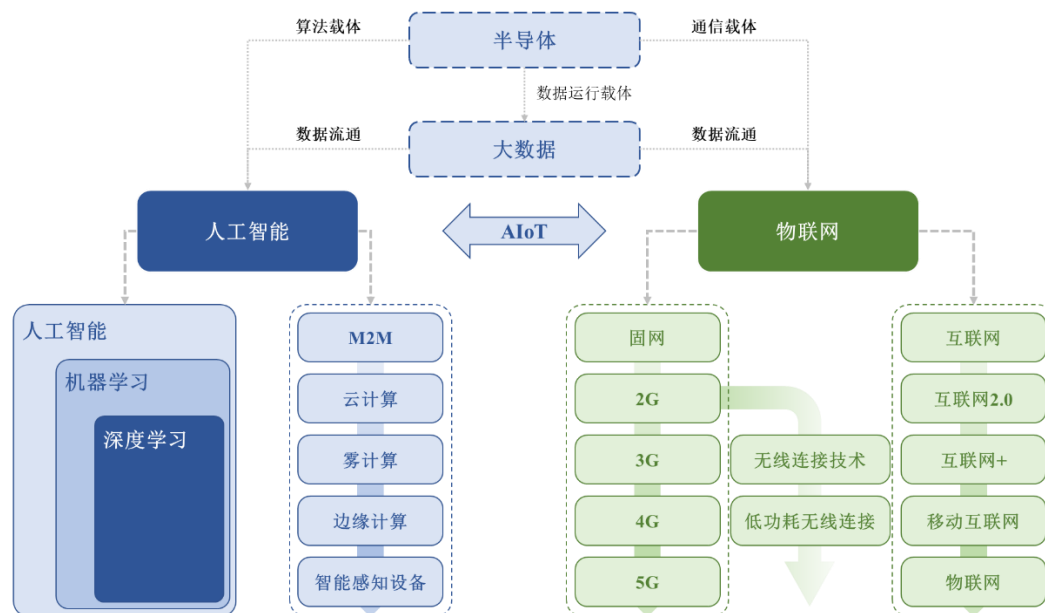 算法载体
半导体
通信载体
数据运行载体
数据流通
大数据
数据流通
人工智能
AIoT
物联网
人工智能
机器学习
深度学习
M2M
云计算
雾计算
边缘计算
智能感知设备
固网
2G
3G
4G
5G
无线连接技术
低功耗无线连接
互联网
互联网2.0
互联网+
移动互联网
物联网